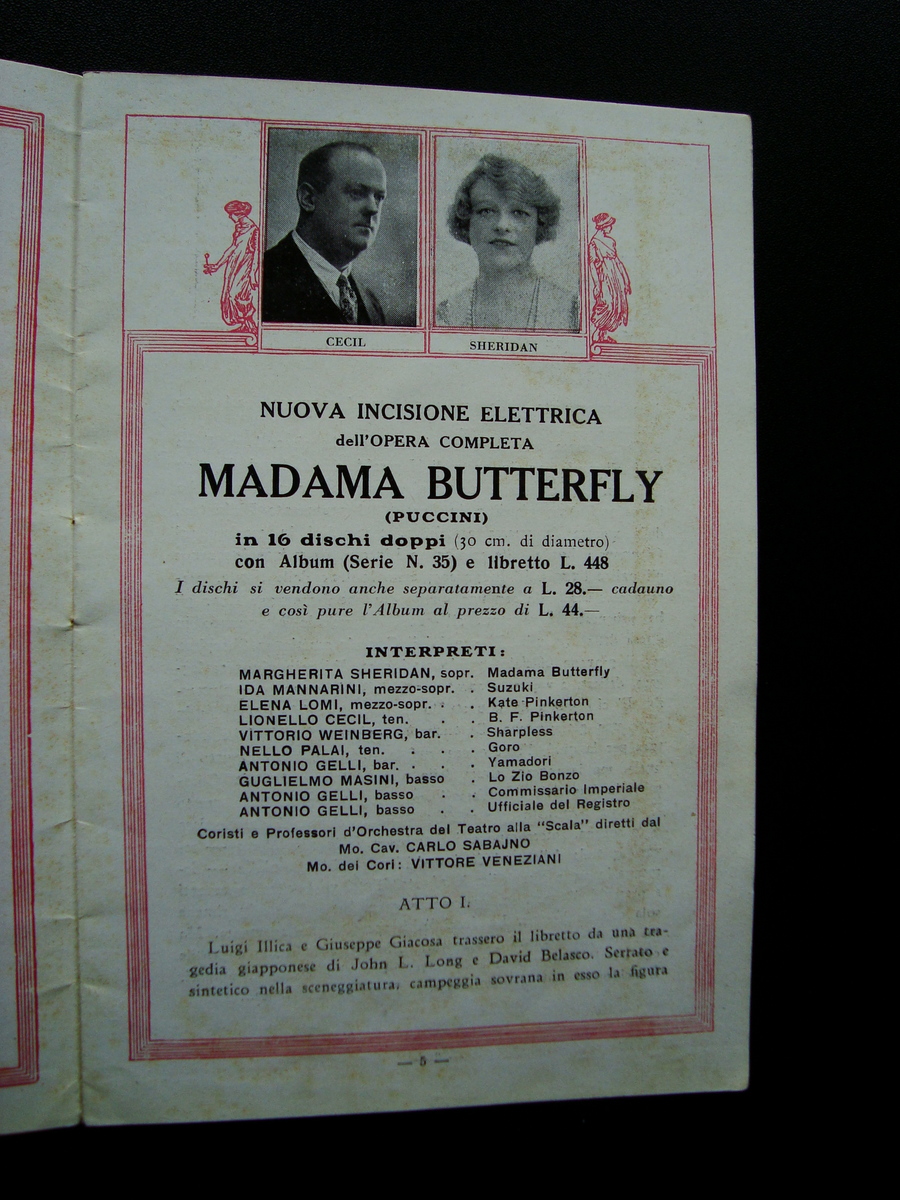 CECIL
SHERIDAN
NUOVA INCISIONE ELETTRICA
dell'OPERA COMPLETA
MADAMA BUTTERFLY
(PUCCINI)
in 16 dischi doppi (30 cm. di diametro)
con Album (Serie N. 35) e libretto L. 448
I dischi si vendono anche separatamente a L. 28.— cadauno
e così pure l'Album al prezzo di L. 44.—
INTERPRETI:
MARGHERITA SHERIDAN, sopr. Madama Butterfly
IDA MANNARINI, mezzo-sopr. . Suzuki
ELENA LOMI, mezzo-sopr. . . Kate Pinkerton
LIONELLO CECIL, ten. . . B. F. Pinkerton
VITTORIO WEINBERG, bar. . Sharpless
NELLO PALAI, ten. . . . Goro
ANTONIO GELLI, bar. . . . Yamadori
GUGLIELMO MASINI, basso . Lo Zio Bonzo
ANTONIO GELLI, basso . . Commissario Imperiale
ANTONIO GELLI, basso . . Ufficiale del Registro
Coristi e Professori d'Orchestra del Teatro alla "Scala" diretti dal
Mo. Cav. CARLO SABAJNO
Mo. dei Cori: VITTORE VENEZIANI
ATTO I.
Luigi Illica e Giuseppe Giacosa trassero il libretto da una tra-
gedia giapponese di John L. Long e David Belasco. Serrato e
sintetico nella sceneggiatura, campeggia sovrana in esso la figura
— 5 —